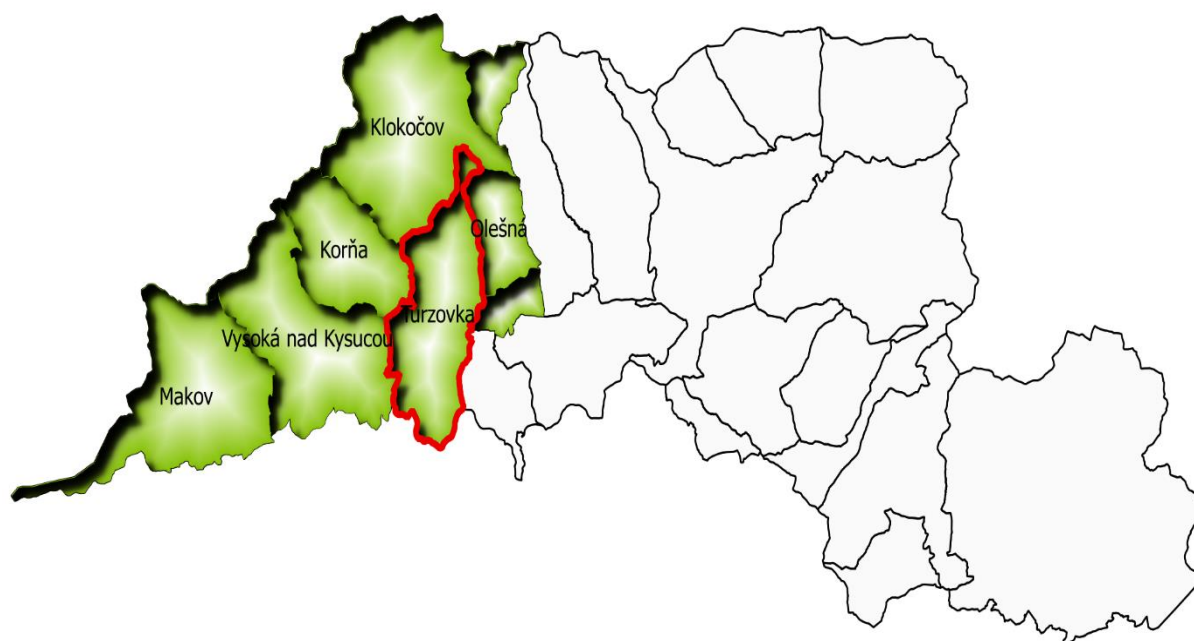 Klokočov
Olešná
Korňa
Turzovka
Vysoká nad Kysucou
Makov